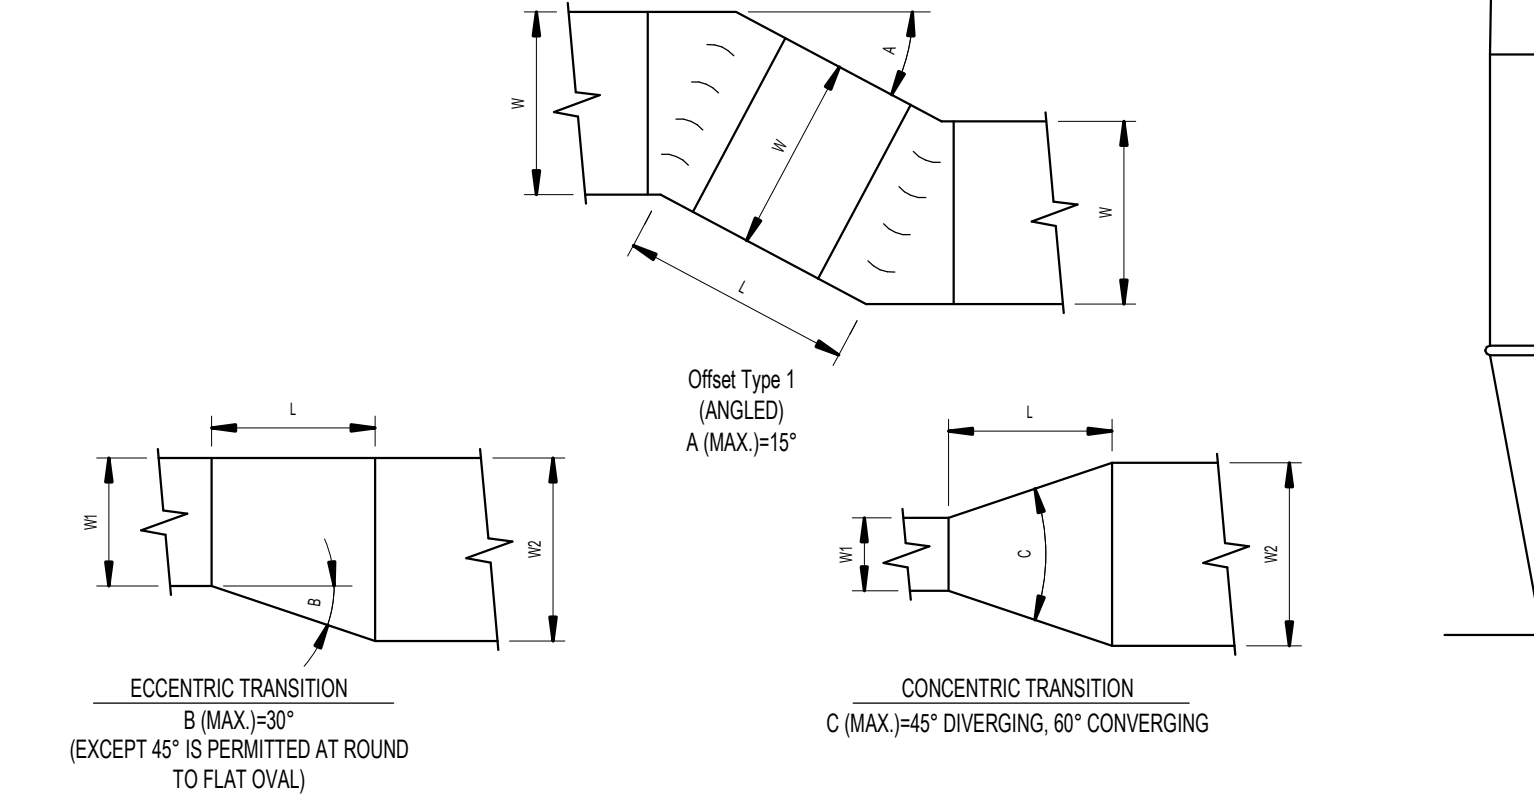 W
A
W
W
L
Offset Type 1
(ANGLED)
A (MAX.)=15°
L
W1
W2
B
ECCENTRIC TRANSITION
B (MAX.)=30°
(EXCEPT 45° IS PERMITTED AT ROUND
TO FLAT OVAL)
L
W1
C
W2
CONCENTRIC TRANSITION
C (MAX.)=45° DIVERGING, 60° CONVERGING